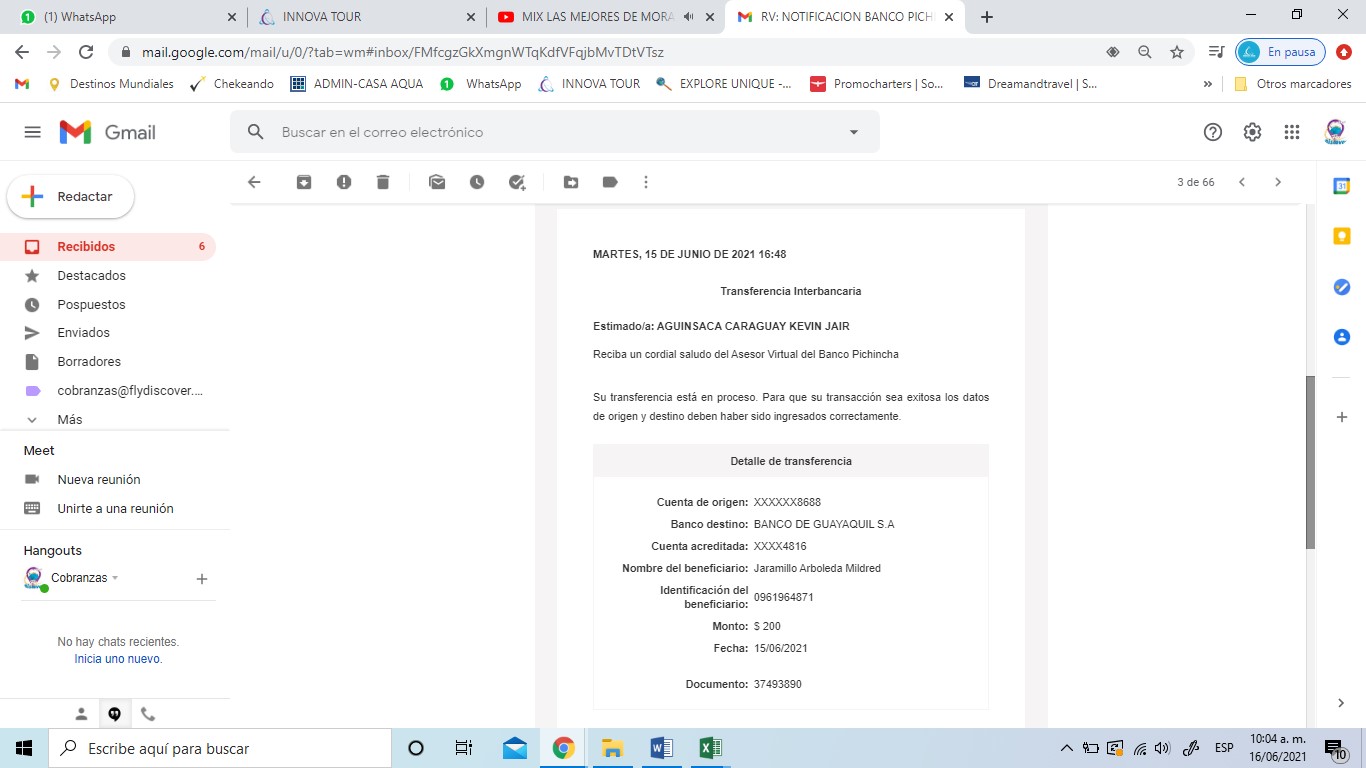 (1) WhatsApp
INNOVA TOUR
MIX LAS MEJORES DE MORA
RV: NOTIFICACION BANCO PICH
mail.google.com/mail/u/0/?tab=wm#inbox/FMfcgzGkXmgnWTqKdfVFqjbMvTDtVTsz
En pausa
Destinos Mundiales
Chekeando
ADMIN-CASA AQUA
WhatsApp
INNOVA TOUR
EXPLORE UNIQUE -...
Promocharters | So...
Dreamandtravel | S...
»
Otros marcadores
Gmail
Buscar en el correo electrónico
Redactar
3 de 66
Recibidos 6
Destacados
Pospuestos
Enviados
Borradores
cobranzas@flydiscover....
Más
Meet
Nueva reunión
Unirte a una reunión
Hangouts
Cobranzas
No hay chats recientes.
Inicia uno nuevo.
MARTES, 15 DE JUNIO DE 2021 16:48
Transferencia Interbancaria
Estimado/a: AGUINSACA CARAGUAY KEVIN JAIR
Reciba un cordial saludo del Asesor Virtual del Banco Pichincha
Su transferencia está en proceso. Para que su transacción sea exitosa los datos
de origen y destino deben haber sido ingresados correctamente.
Detalle de transferencia
Cuenta de origen: XXXXXX8688
Banco destino: BANCO DE GUAYAQUIL S.A
Cuenta acreditada: XXXX4816
Nombre del beneficiario: Jaramillo Arboleda Mildred
Identificación del
beneficiario: 0961964871
Monto: $ 200
Fecha: 15/06/2021
Documento: 37493890
31
Escribe aquí para buscar
ESP
10:04 a. m.
16/06/2021
10